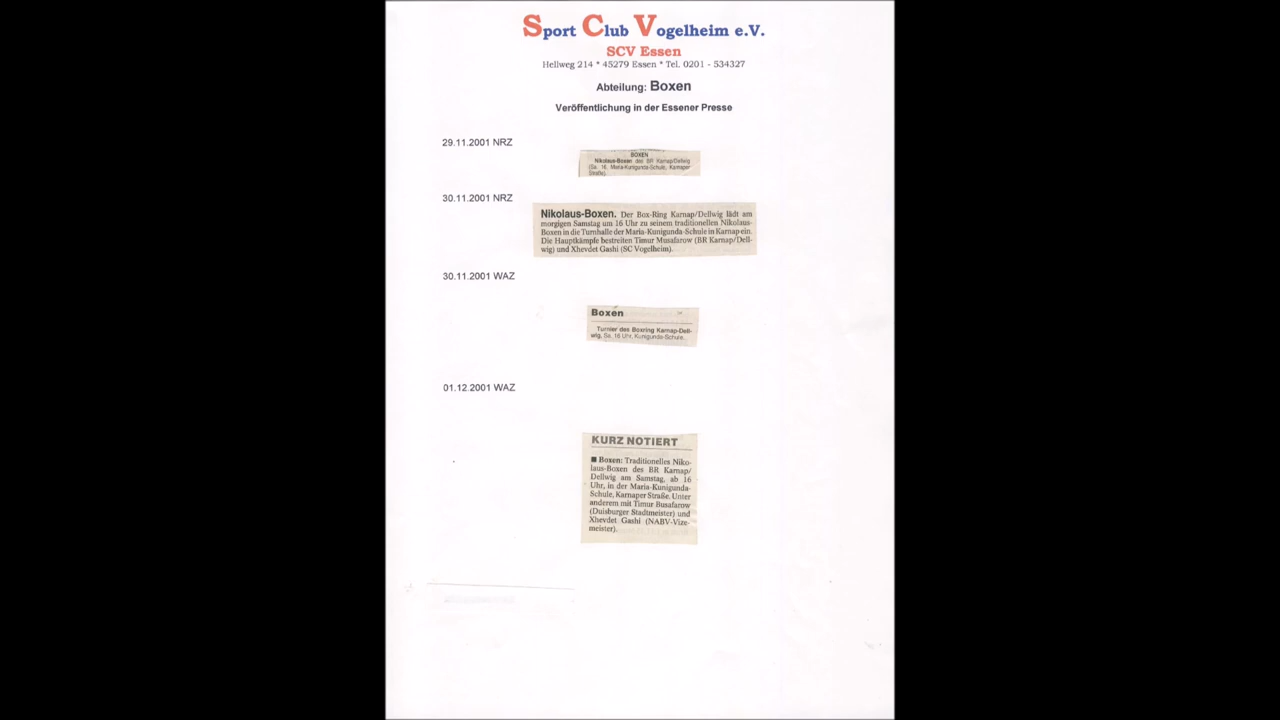 Sport Club Vogelheim e.V.
SCV Essen
Hellweg 214 * 45279 Essen * Tel. 0201 - 534327
Abteilung: Boxen
Veröffentlichung in der Essener Presse
29.11.2001 NRZ
BOXEN
Nikolaus-Boxen des BR Karnap/Dellwig
(Sa. 16, Maria-Kunigunda-Schule, Karnaper
Straße).
30.11.2001 NRZ
Nikolaus-Boxen. Der Box-Ring Karnap/Dellwig lädt am
morgigen Samstag um 16 Uhr zu seinem traditionellen Nikolaus-
Boxen in die Turnhalle der Maria-Kunigunda-Schule in Karnap ein.
Die Hauptkämpfe bestreiten Timur Musafarow (BR Karnap/Dell-
wig) und Xhevdet Gashi (SC Vogelheim).
30.11.2001 WAZ
Boxen
Turnier des Boxring Karnap-Dell-
wig, Sa. 16 Uhr, Kunigunda-Schule.
01.12.2001 WAZ
KURZ NOTIERT
■ Boxen: Traditionelles Niko-
laus-Boxen des BR Karnap/
Dellwig am Samstag, ab 16
Uhr, in der Maria-Kunigunda-
Schule, Karnaper Straße. Unter
anderem mit Timur Busafarow
(Duisburger Stadtmeister) und
Xhevdet Gashi (NABV-Vize-
meister).